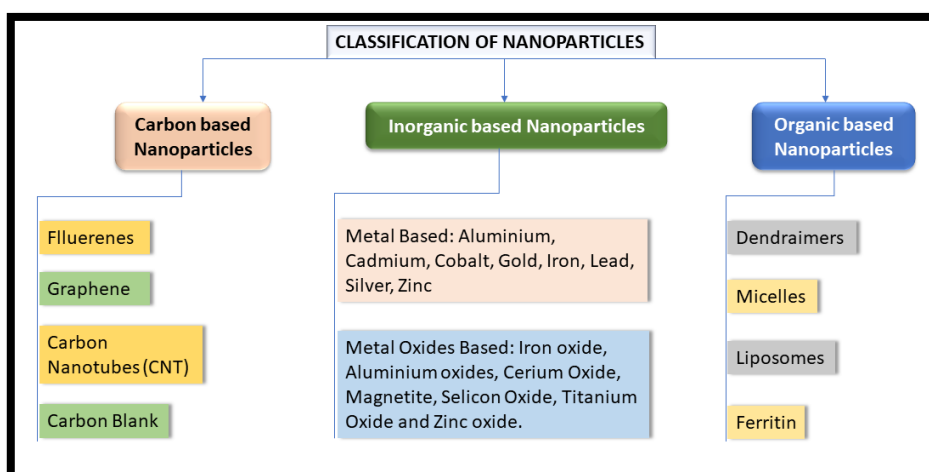 CLASSIFICATION OF NANOPARTICLES
Carbon based
Nanoparticles
Flluerenes
Graphene
Carbon
Nanotubes (CNT)
Carbon Blank
Inorganic based Nanoparticles
Metal Based: Aluminium,
Cadmium, Cobalt, Gold, Iron, Lead,
Silver, Zinc
Metal Oxides Based: Iron oxide,
Aluminium oxides, Cerium Oxide,
Magnetite, Selicon Oxide, Titanium
Oxide and Zinc oxide.
Organic based
Nanoparticles
Dendraimers
Micelles
Liposomes
Ferritin